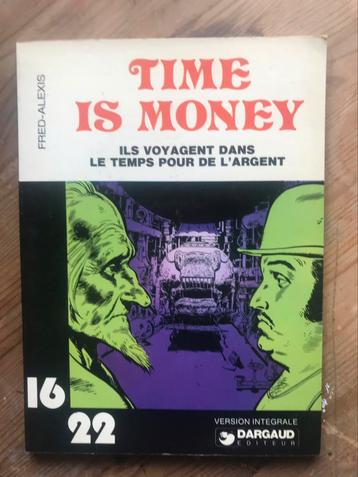 FRED-ALEXIS
TIME
IS MONEY
ILS VOYAGENT DANS
LE TEMPS POUR DE L'ARGENT
16
22
VERSION INTEGRALE
DARGAUD
EDITEUR